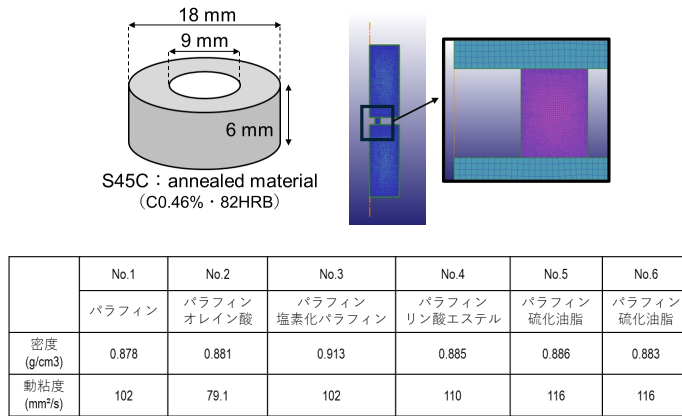 18 mm
9 mm
6 mm
S45C：annealed material
（C0.46%・82HRB）
No.1 No.2 No.3 No.4 No.5 No.6
パラフィン パラフィン オレイン酸 パラフィン 塩素化パラフィン パラフィン リン酸エステル パラフィン 硫化油脂 パラフィン 硫化油脂
密度 (g/cm3) 0.878 0.881 0.913 0.885 0.886 0.883
動粘度 (mm²/s) 102 79.1 102 110 116 116